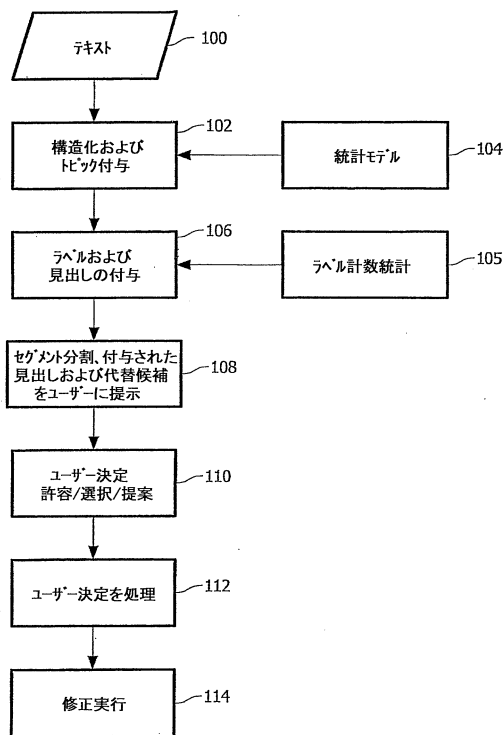 テキスト
100
構造化および
トピック付与
102
統計モデル
104
ラベルおよび
見出しの付与
106
ラベル計数統計
105
セグメント分割、付与された
見出しおよび代替候補
をユーザーに提示
108
ユーザー決定
許容/選択/提案
110
ユーザー決定を処理
112
修正実行
114